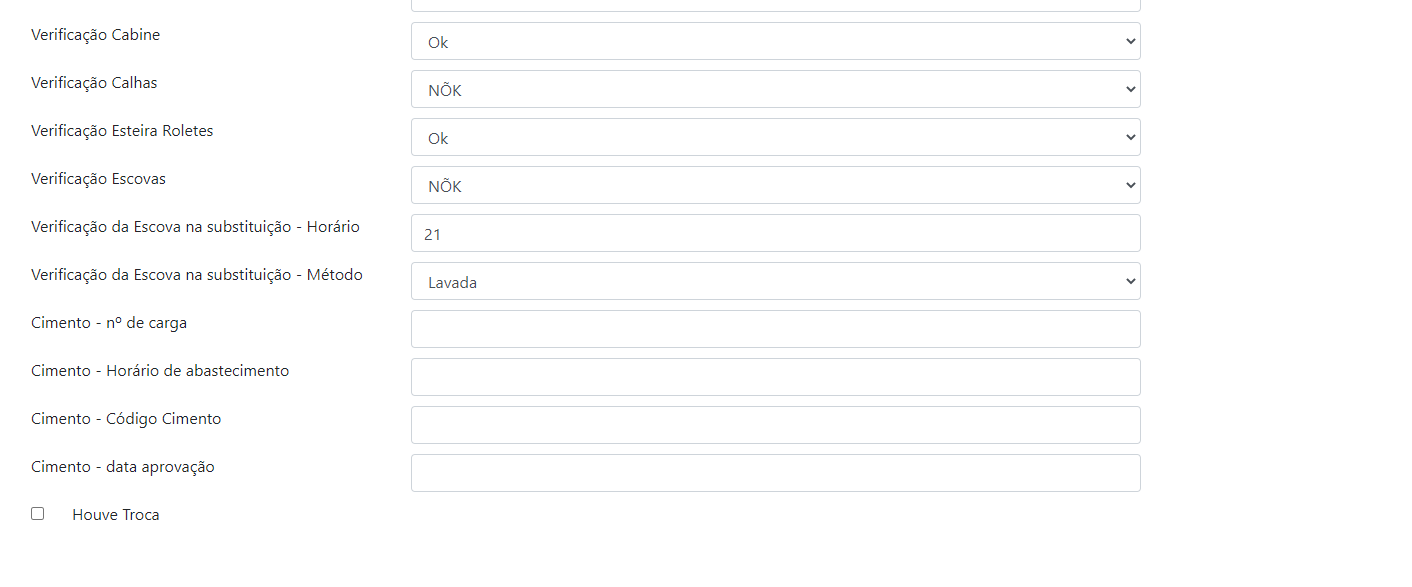 Verificação Cabine
Ok
Verificação Calhas
NÕK
Verificação Esteira Roletes
Ok
Verificação Escovas
NÕK
Verificação da Escova na substituição - Horário
21
Verificação da Escova na substituição - Método
Lavada
Cimento - nº de carga
Cimento - Horário de abastecimento
Cimento - Código Cimento
Cimento - data aprovação
Houve Troca